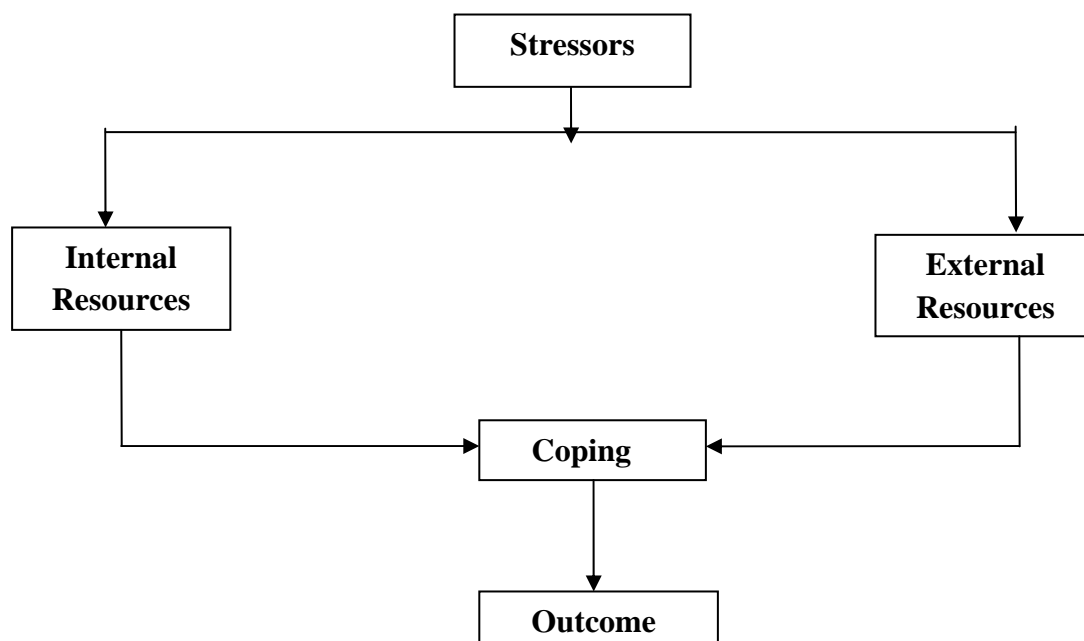 Stressors
Internal
Resources
External
Resources
Coping
Outcome